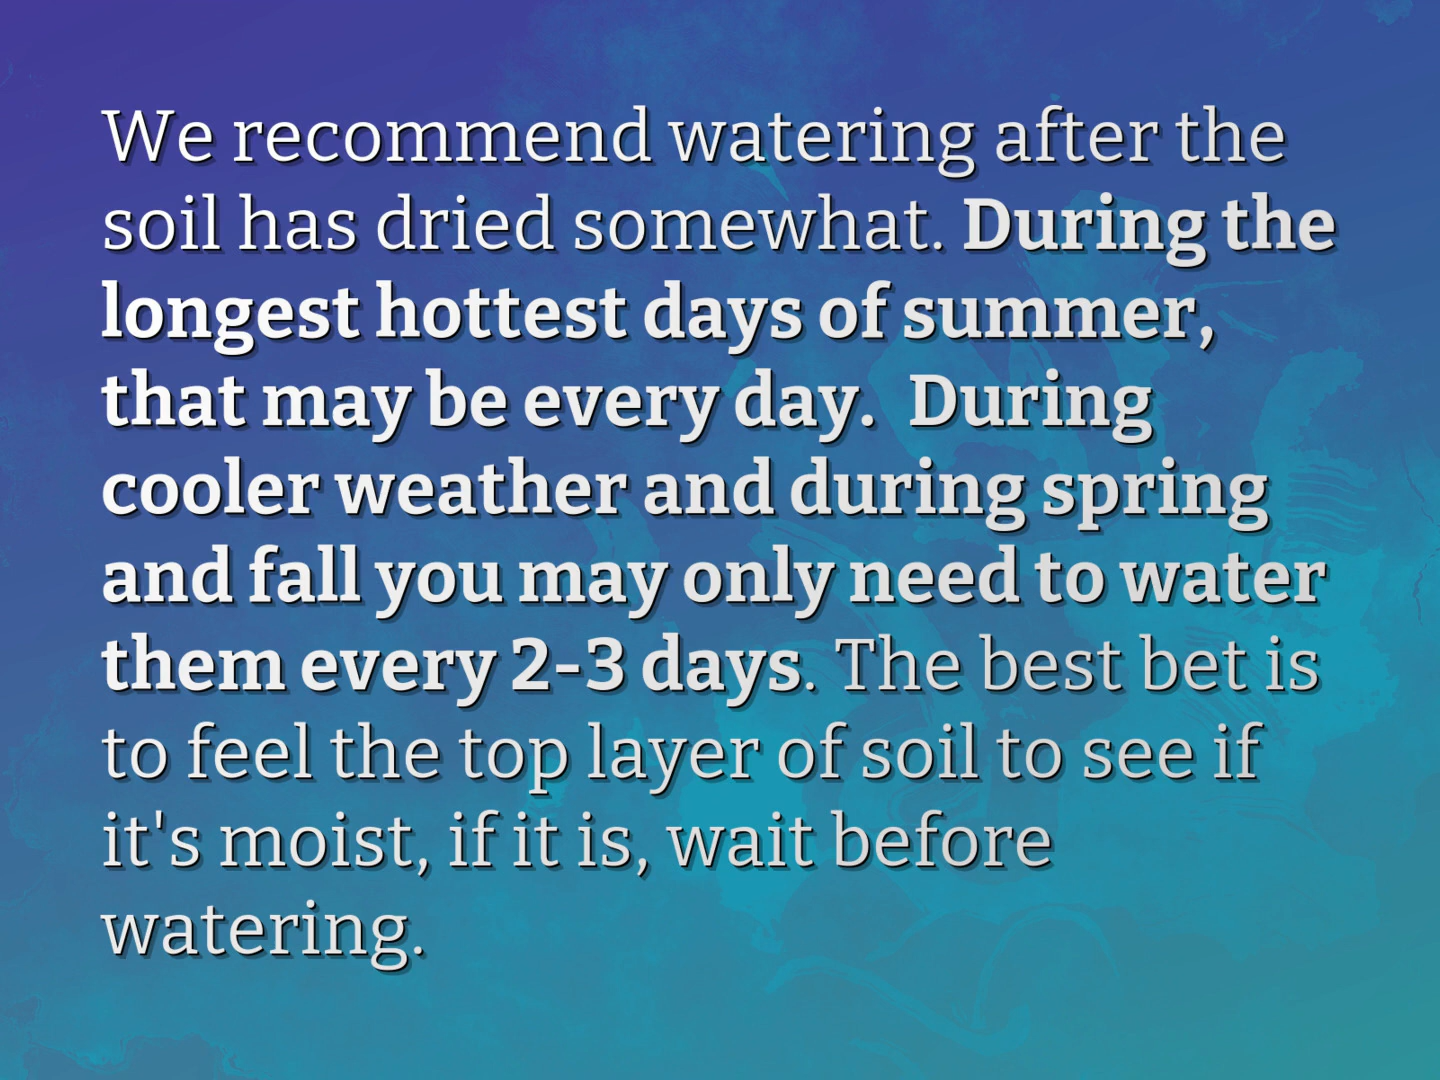 We recommend watering after the
soil has dried somewhat. During the
longest hottest days of summer,
that may be every day.  During
cooler weather and during spring
and fall you may only need to water
them every 2-3 days. The best bet is
to feel the top layer of soil to see if
it's moist, if it is, wait before
watering.